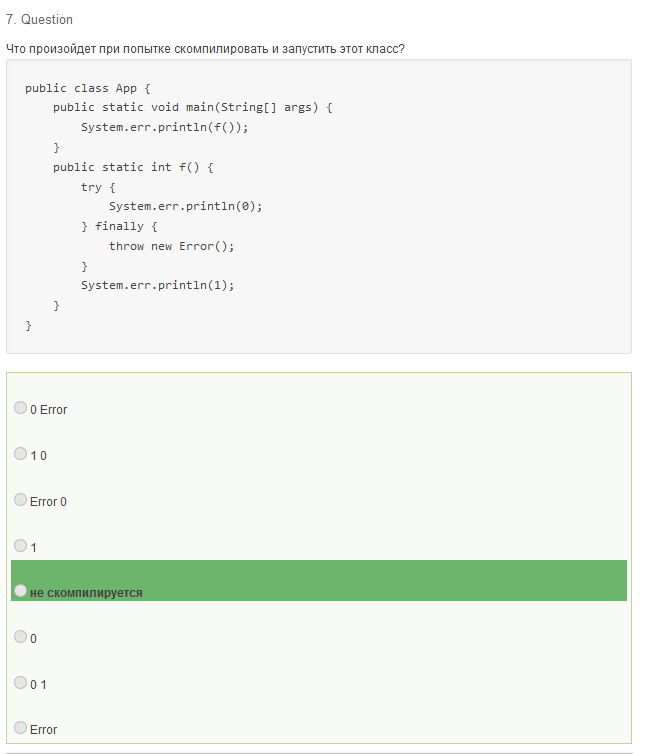 7. Question
Что произойдет при попытке скомпилировать и запустить этот класс?
public class App {
    public static void main(String[] args) {
        System.err.println(f());
    }
    public static int f() {
        try {
            System.err.println(0);
        } finally {
            throw new Error();
        }
        System.err.println(1);
    }
}
0 Error
1 0
Error 0
1
не скомпилируется
0
0 1
Error